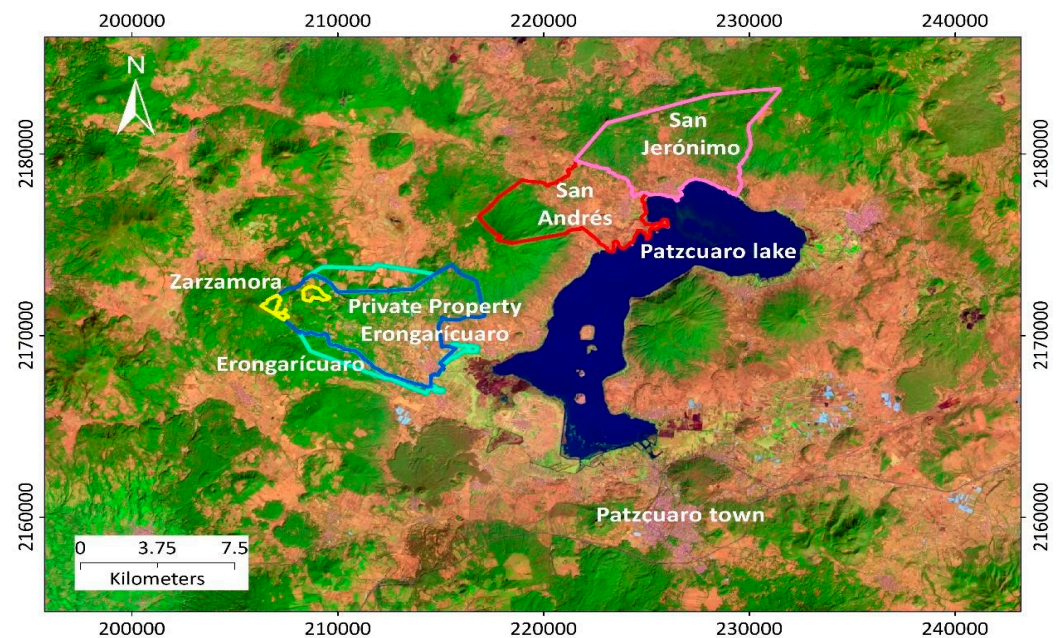 200000 210000 220000 230000 240000
N
San
Jerónimo
2180000
2180000
San
Andrés
Patzcuaro lake
Zarzamora
Private Property
Erongarícuaro
2170000
2170000
Erongarícuaro
Patzcuaro town
2160000
2160000
0 3.75 7.5
Kilometers
200000 210000 220000 230000 240000